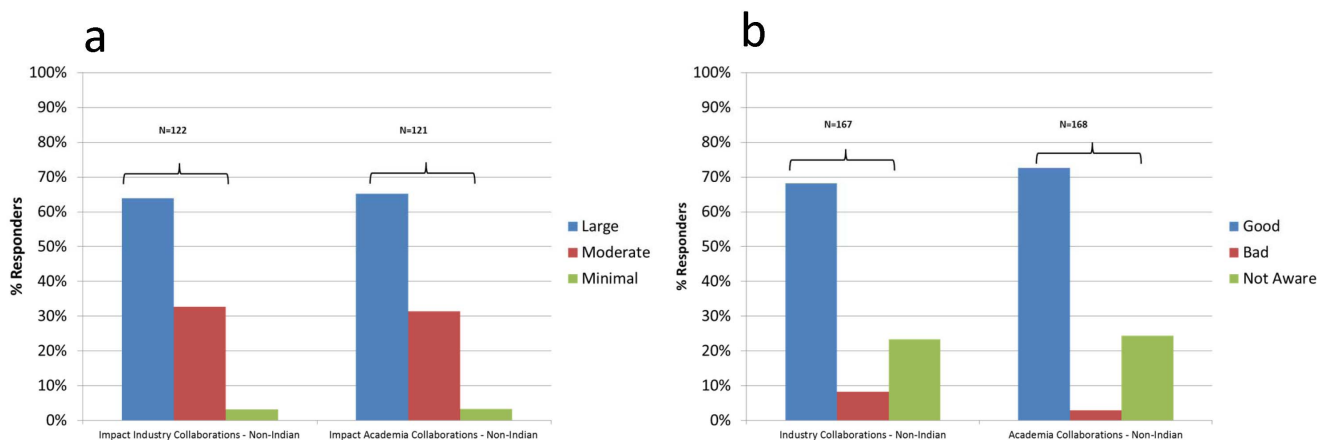 a
100%
90%
80%
70%
60%
50%
40%
30%
20%
10%
0%
% Responders
N=122
N=121
Large
Moderate
Minimal
Impact Industry Collaborations - Non-Indian
Impact Academia Collaborations - Non-Indian
b
100%
90%
80%
70%
60%
50%
40%
30%
20%
10%
0%
% Responders
N=167
N=168
Good
Bad
Not Aware
Industry Collaborations - Non-Indian
Academia Collaborations - Non-Indian